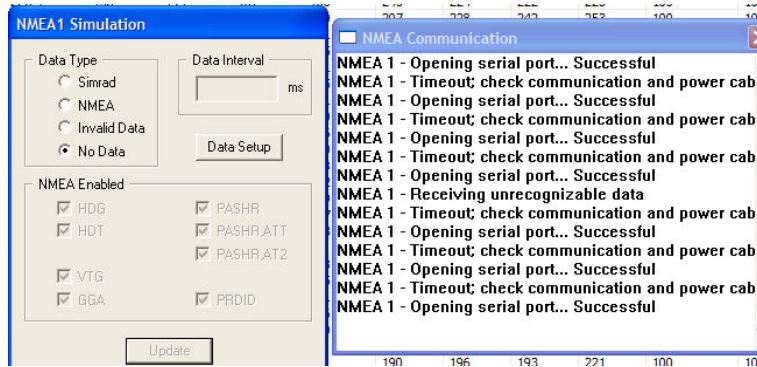 NMEA1 Simulation
Data Type
Simrad
NMEA
Invalid Data
No Data
Data Interval
ms
Data Setup
NMEA Enabled
HDG
PASHR
HDT
PASHR,ATT
PASHR,AT2
VTG
GGA
PRDID
Update
NMEA Communication
NMEA 1 - Opening serial port... Successful
NMEA 1 - Timeout; check communication and power cab
NMEA 1 - Opening serial port... Successful
NMEA 1 - Timeout; check communication and power cab
NMEA 1 - Opening serial port... Successful
NMEA 1 - Timeout; check communication and power cab
NMEA 1 - Opening serial port... Successful
NMEA 1 - Receiving unrecognizable data
NMEA 1 - Timeout; check communication and power cab
NMEA 1 - Opening serial port... Successful
NMEA 1 - Timeout; check communication and power cab
NMEA 1 - Opening serial port... Successful
NMEA 1 - Timeout; check communication and power cab
NMEA 1 - Opening serial port... Successful
190 196 193 221 100